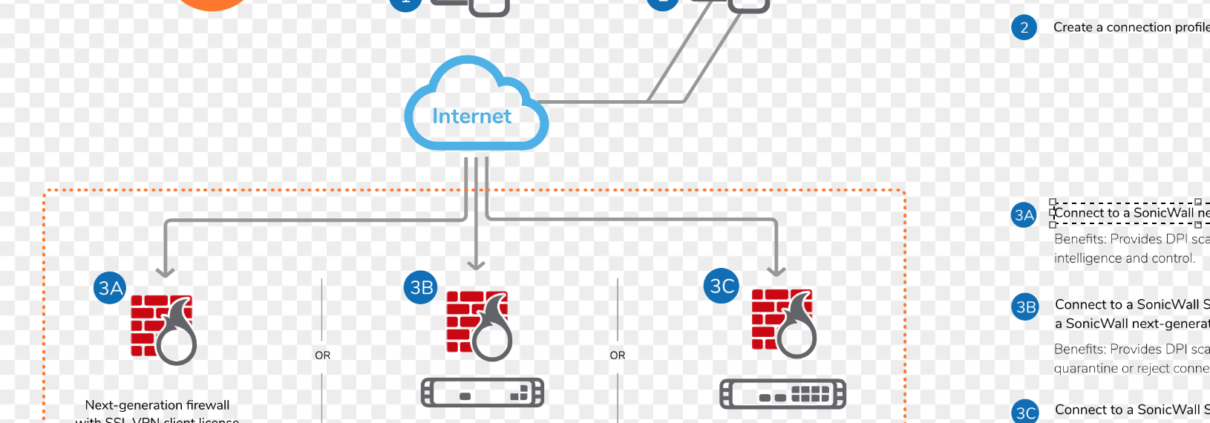 1
2
2
Create a connection profile
Internet
3A
Connect to a SonicWall ne
Benefits: Provides DPI sca
intelligence and control.
3A
3B
3C
3B
Connect to a SonicWall S
a SonicWall next-generat
Benefits: Provides DPI sca
quarantine or reject conne
OR
OR
Next-generation firewall
with SSL VPN client license
3C
Connect to a SonicWall S